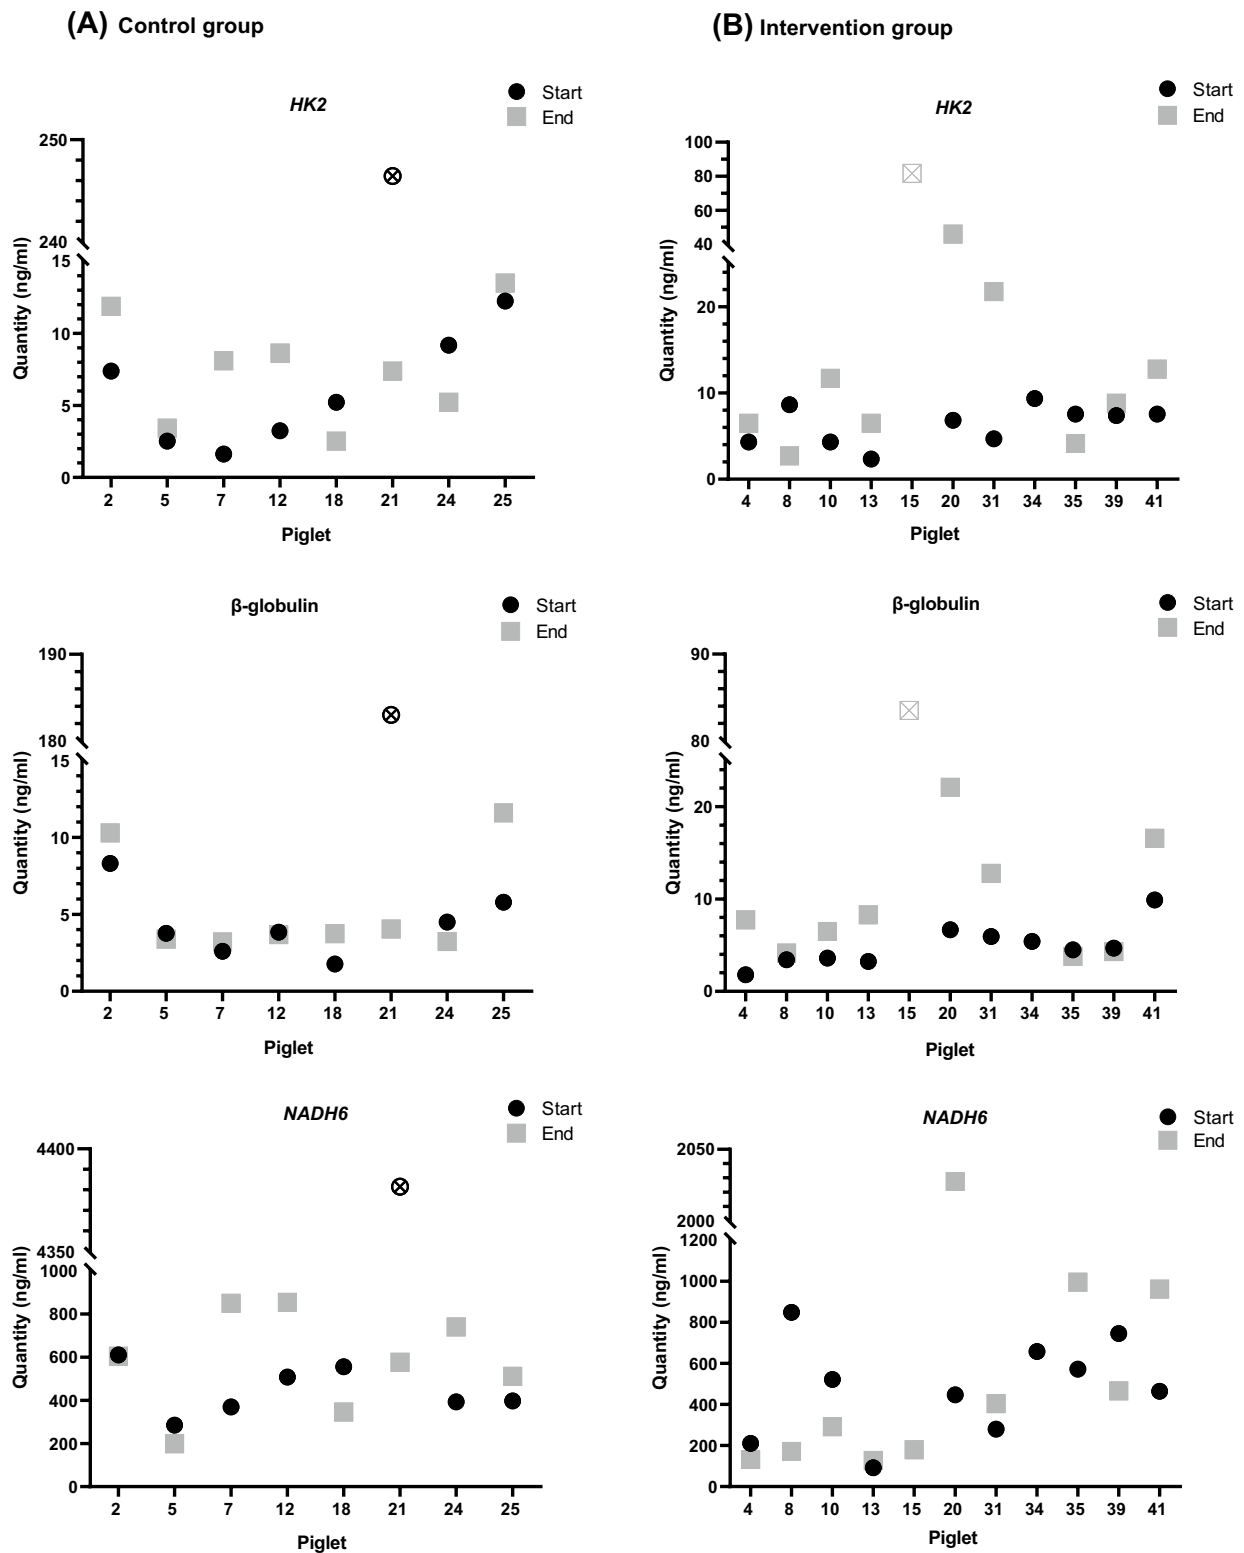 (A) Control group
HK2
Start
End
250
240
15
10
5
0
Quantity (ng/ml)
2 5 7 12 18 21 24 25
Piglet
(B) Intervention group
HK2
Start
End
100
80
60
40
20
10
0
Quantity (ng/ml)
4 8 10 13 15 20 31 34 35 39 41
Piglet
β-globulin
Start
End
190
180
15
10
5
0
Quantity (ng/ml)
2 5 7 12 18 21 24 25
Piglet
β-globulin
Start
End
90
80
20
10
0
Quantity (ng/ml)
4 8 10 13 15 20 31 34 35 39 41
Piglet
NADH6
Start
End
4400
4350
1000
800
600
400
200
0
Quantity (ng/ml)
2 5 7 12 18 21 24 25
Piglet
NADH6
Start
End
2050
2000
1200
1000
800
600
400
200
0
Quantity (ng/ml)
4 8 10 13 15 20 31 34 35 39 41
Piglet